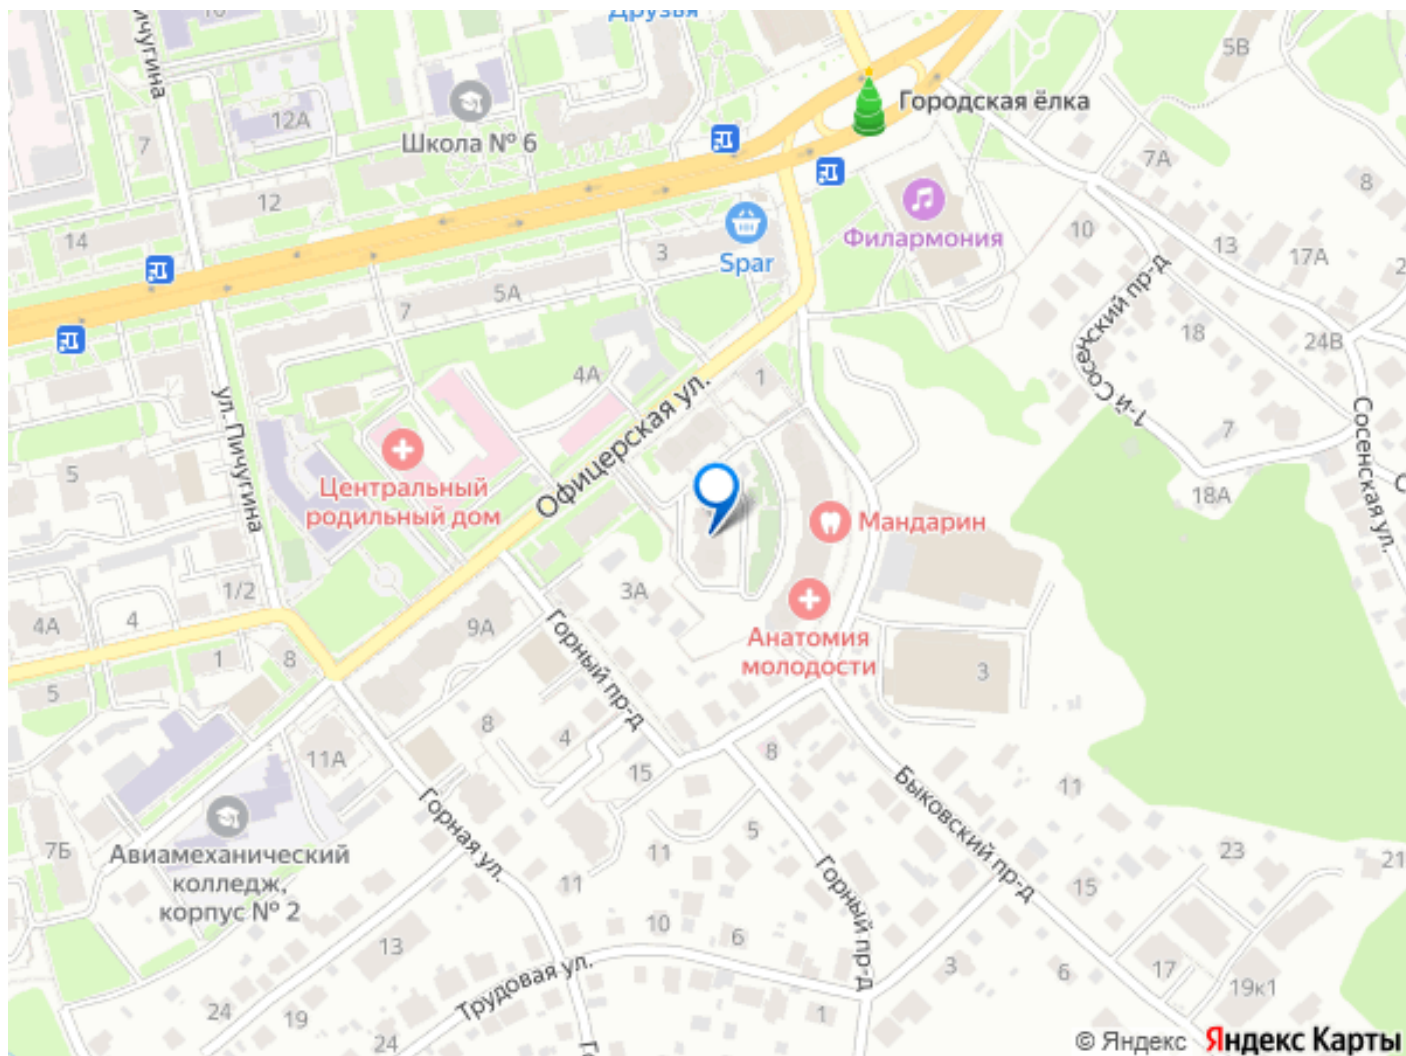 Друзья
5В
Городская ёлка
12А
Школа № 6
7
7А
8
12
14
3
Spar
Филармония
10
13
17А
5А
7
1-й Сосенский пр-д
18
24В
4А
1
ул. Пичугина
Офицерская ул.
7
Сосенская ул.
5
Центральный
родильный дом
18А
Мандарин
1/2
3А
4А
4
9А
Анатомия
молодости
1
8
5
Горный пр-д
3
8
4
8
11А
15
11
Горная ул.
Быковский пр-д
5
7Б
Авиамеханический
колледж,
корпус № 2
11
23
21
11
15
Горный пр-д
13
10
6
3
6
17
19к1
Трудовая ул.
24
19
24
1
© Яндекс Яндекс Карты